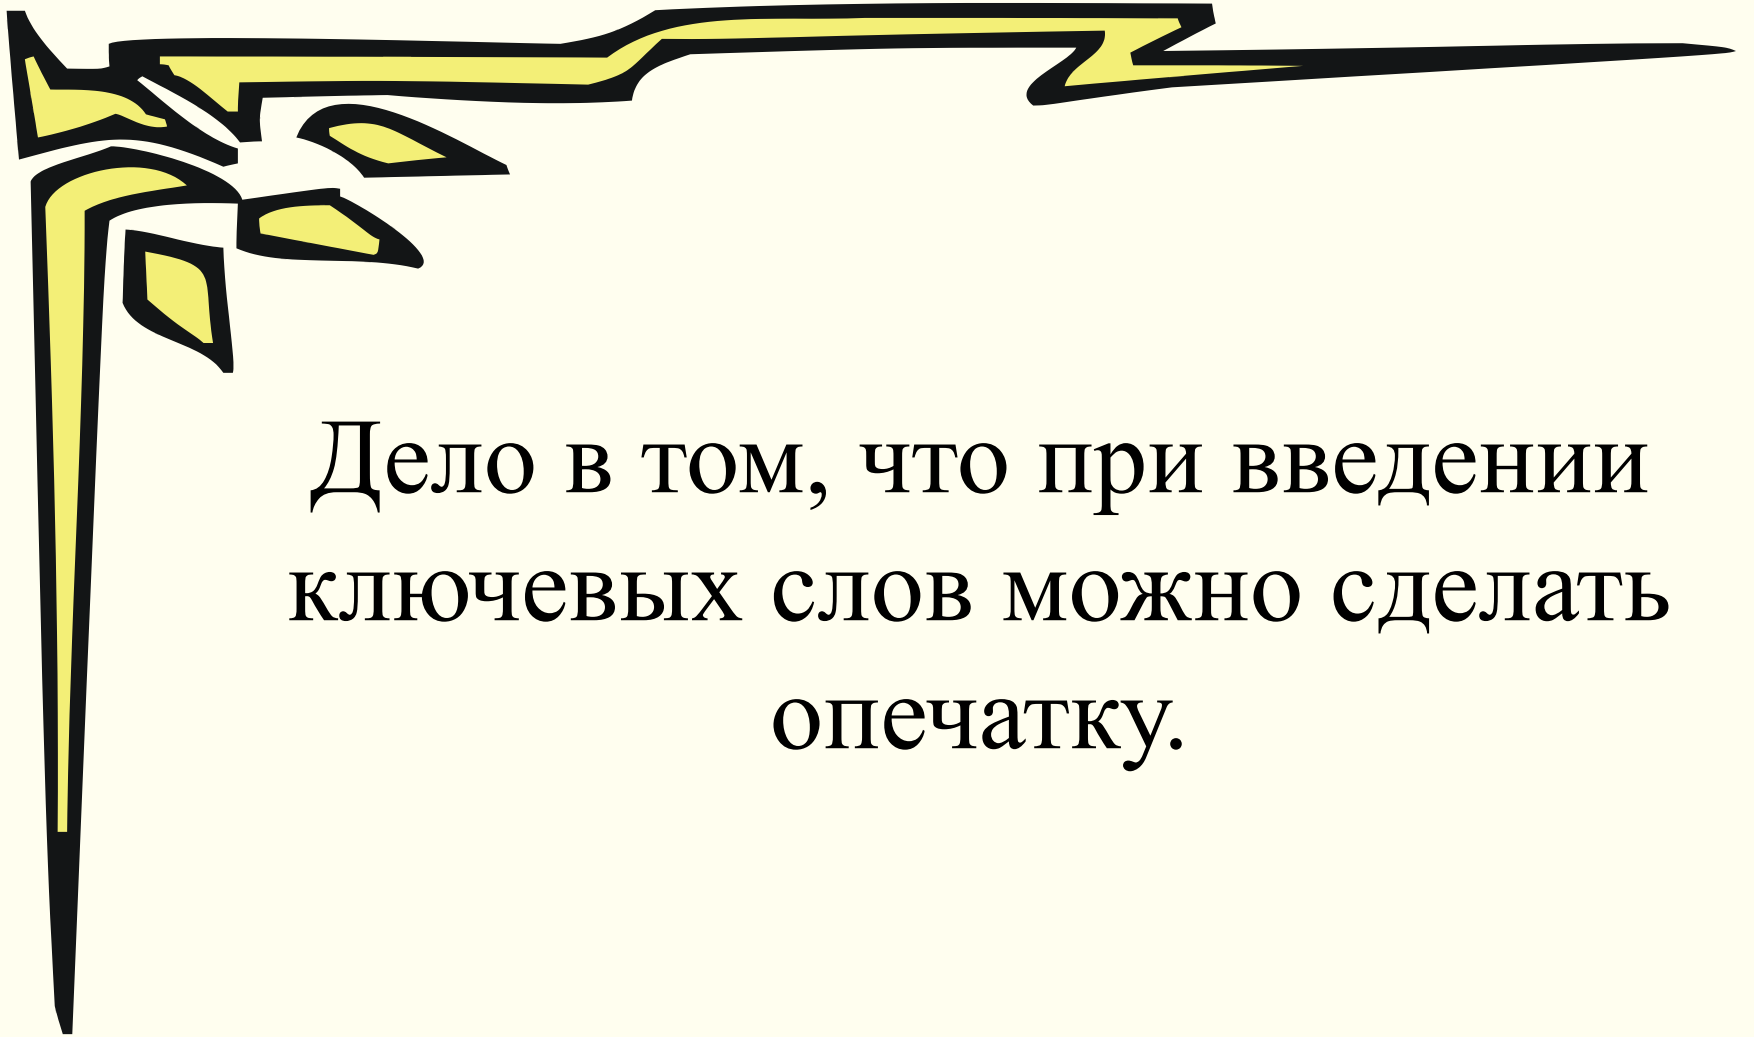 Дело в том, что при введении
ключевых слов можно сделать
опечатку.